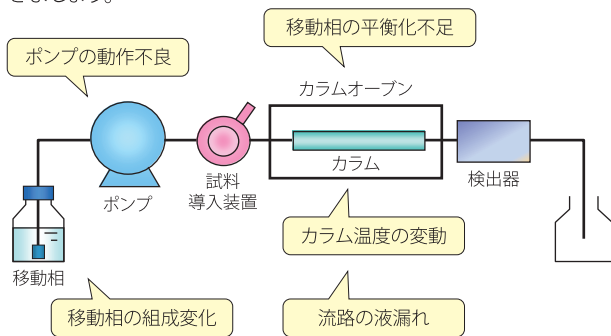 ポンプの動作不良
移動相の平衡化不足
カラムオーブン
カラム
試料
導入装置
ポンプ
検出器
移動相
カラム温度の変動
移動相の組成変化
流路の液漏れ